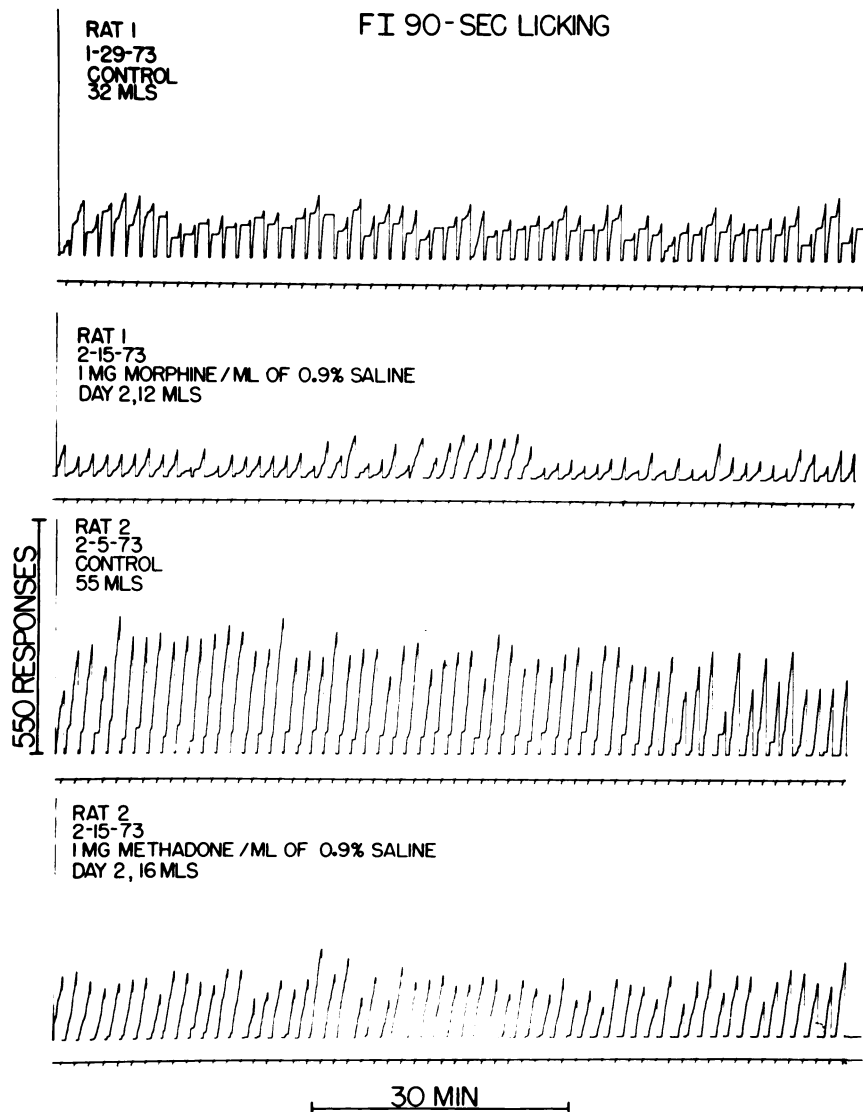 FI 90-SEC LICKING
RAT 1
1-29-73
CONTROL
32 MLS
RAT 1
2-15-73
1 MG MORPHINE/ML OF 0.9% SALINE
DAY 2, 12 MLS
RAT 2
2-5-73
CONTROL
55 MLS
550 RESPONSES
RAT 2
2-15-73
1 MG METHADONE/ML OF 0.9% SALINE
DAY 2, 16 MLS
30 MIN